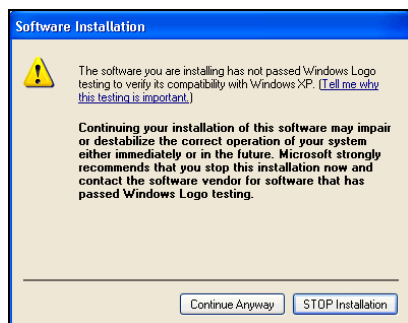 Software Installation
The software you are installing has not passed Windows Logo
testing to verify its compatibility with Windows XP. (Tell me why
this testing is important.)
Continuing your installation of this software may impair
or destabilize the correct operation of your system
either immediately or in the future. Microsoft strongly
recommends that you stop this installation now and
contact the software vendor for software that has
passed Windows Logo testing.
Continue Anyway STOP Installation